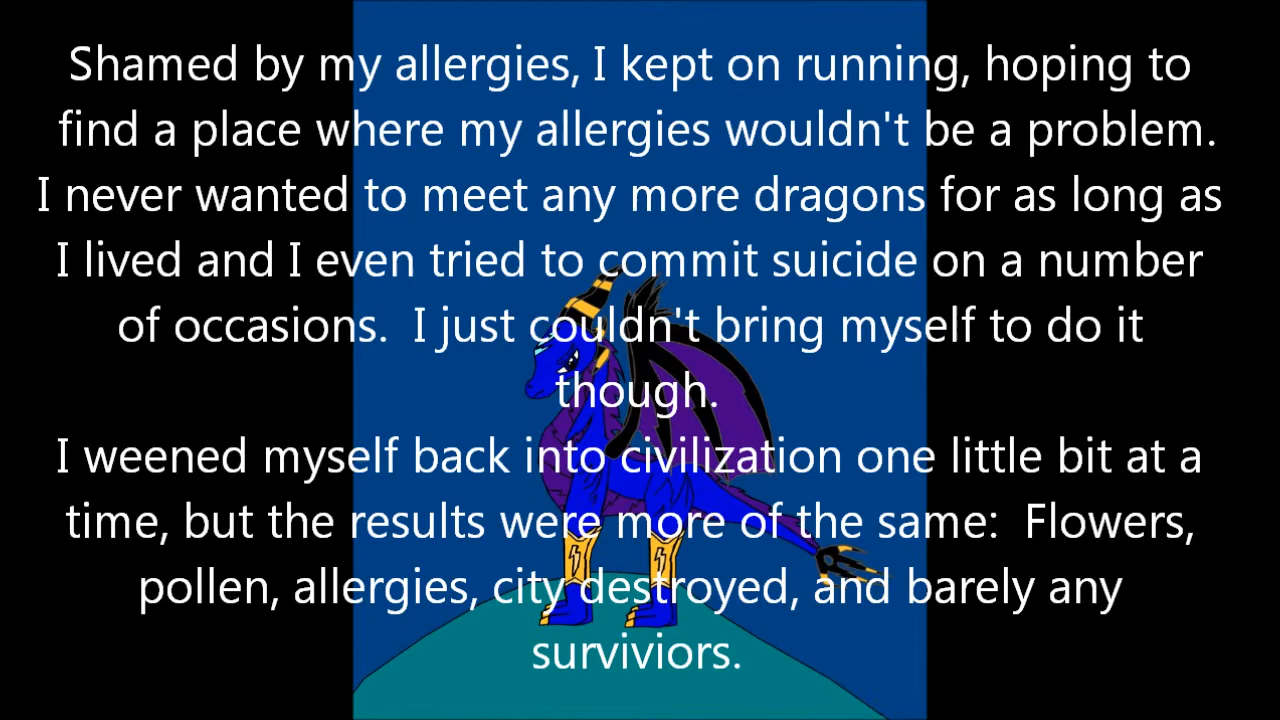 Shamed by my allergies, I kept on running, hoping to
find a place where my allergies wouldn't be a problem.
I never wanted to meet any more dragons for as long as
I lived and I even tried to commit suicide on a number
of occasions.  I just couldn't bring myself to do it
though.
I weened myself back into civilization one little bit at a
time, but the results were more of the same:  Flowers,
pollen, allergies, city destroyed, and barely any
surviviors.